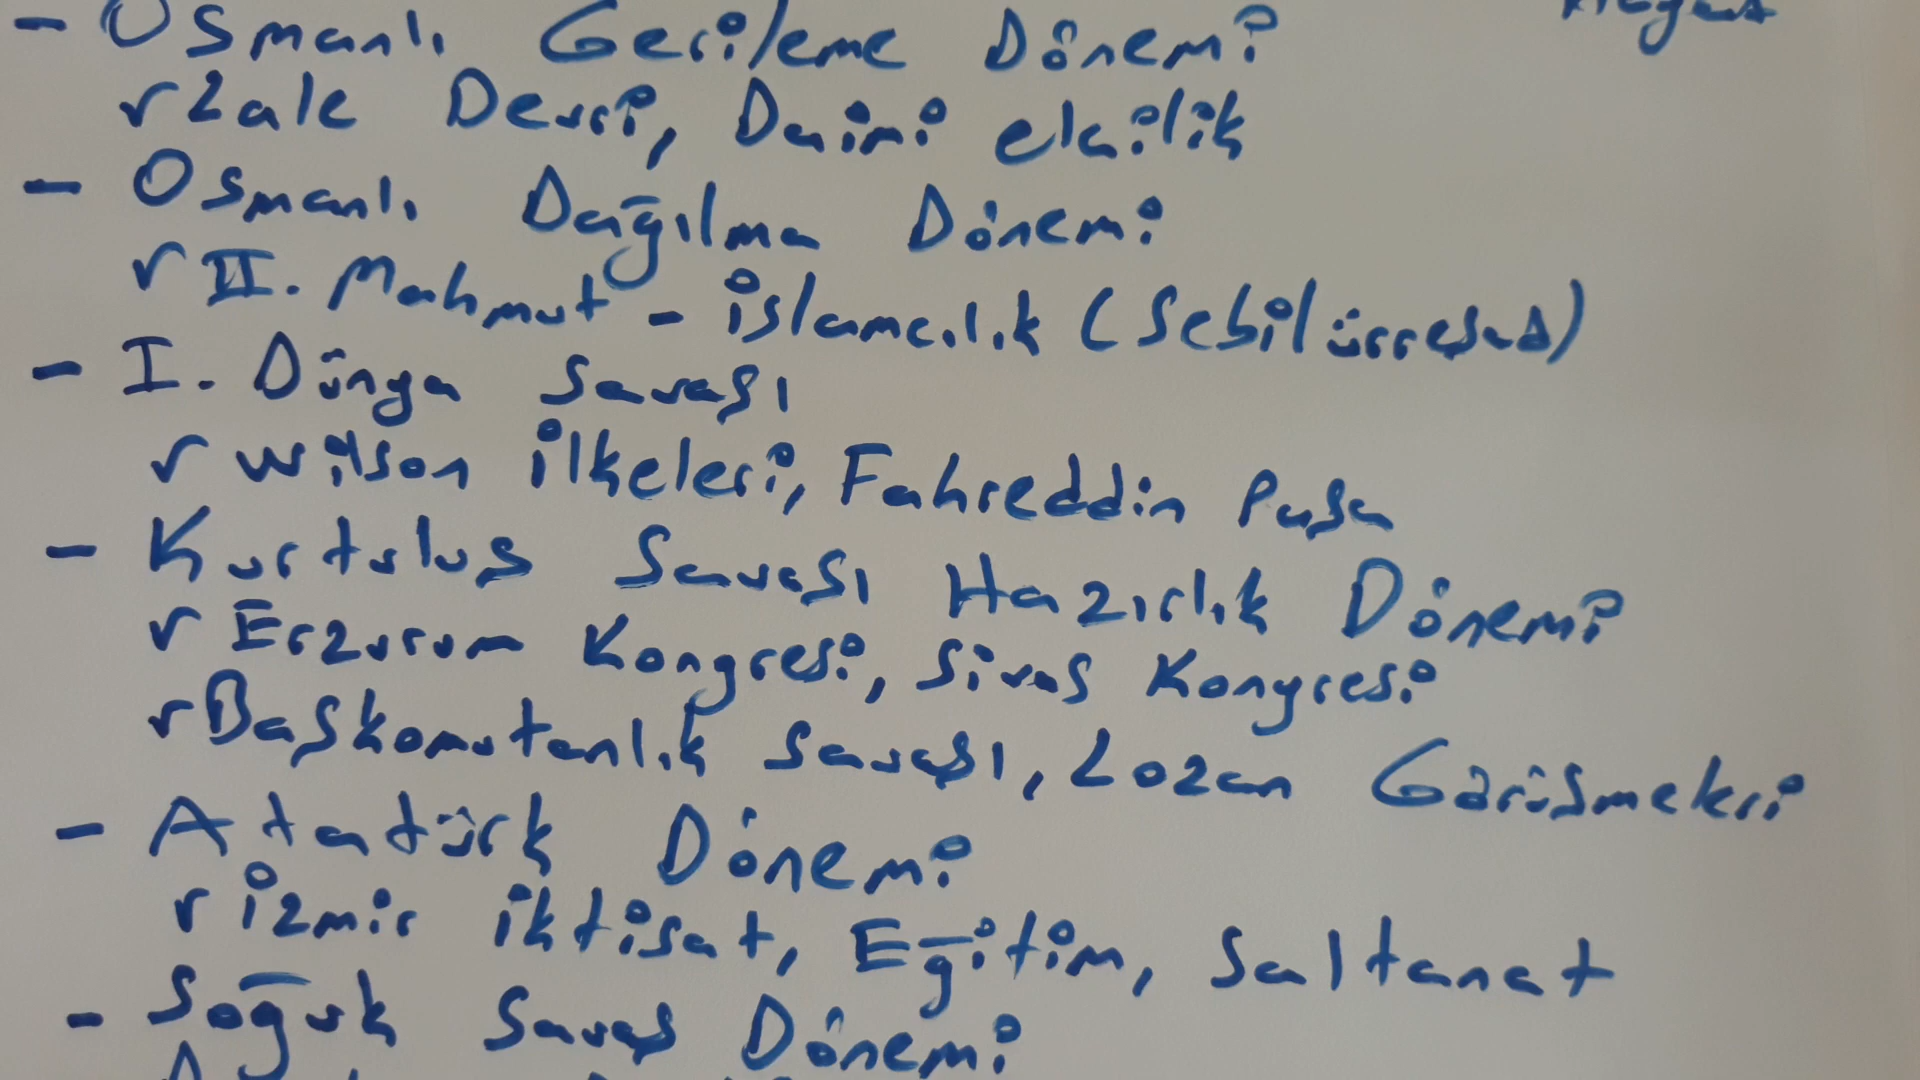 - Osmanlı Gerileme Dönemi
✓ Lale Devri, Daimi elçilik
- Osmanlı Dağılma Dönemi
✓ II. Mahmut - İslamcılık (Sebilürreşad)
- I. Dünya Savaşı
✓ Wilson ilkeleri, Fahreddin Paşa
- Kurtuluş Savaşı Hazırlık Dönemi
✓ Erzurum Kongresi, Sivas Kongresi
✓ Başkomutanlık Savaşı, Lozan Görüşmeleri
- Atatürk Dönemi
✓ İzmir iktisat, Eğitim, Saltanat
- Soğuk Savaş Dönemi